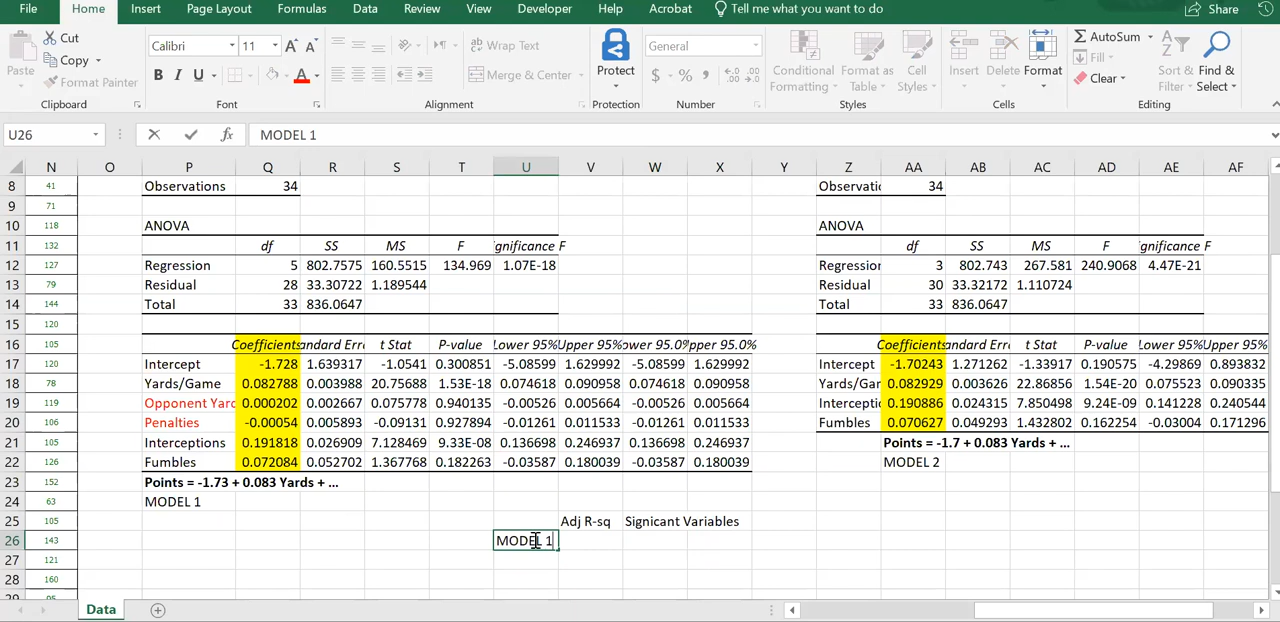 File Home Insert Page Layout Formulas Data Review View Developer Help Acrobat Tell me what you want to do Share
Paste Cut Calibri 11 A A Wrap Text Protect General Conditional Formatting Format as Table Cell Styles Insert Delete Format AutoSum Sort & Filter Find & Select
Copy Fill
Format Painter B I U A Merge & Center $ % , Clear
Clipboard Font Alignment Protection Number Styles Cells Editing
U26 fx MODEL 1
N O P Q R S T U V W X Y Z AA AB AC AD AE AF
8 41 Observations 34 Observatio 34
9 71
10 118 ANOVA ANOVA
11 132 df SS MS F gnificance F df SS MS F gnificance F
12 127 Regression 5 802.7575 160.5515 134.969 1.07E-18 Regression 3 802.743 267.581 240.9068 4.47E-21
13 79 Residual 28 33.30722 1.189544 Residual 30 33.32172 1.110724
14 144 Total 33 836.0647 Total 33 836.0647
15 120
16 105 Coefficients andard Erro t Stat P-value Lower 95% Upper 95% ower 95.0% pper 95.0% Coefficients andard Erro t Stat P-value Lower 95% Upper 95%
17 120 Intercept -1.728 1.639317 -1.0541 0.300851 -5.08599 1.629992 -5.08599 1.629992 Intercept -1.70243 1.271262 -1.33917 0.190575 -4.29869 0.893832
18 78 Yards/Game 0.082788 0.003988 20.75688 1.53E-18 0.074618 0.090958 0.074618 0.090958 Yards/Gar 0.082929 0.003626 22.86856 1.54E-20 0.075523 0.090335
19 119 Opponent Yard 0.000202 0.002667 0.075778 0.940135 -0.00526 0.005664 -0.00526 0.005664 Interceptio 0.190886 0.024315 7.850498 9.24E-09 0.141228 0.240544
20 106 Penalties -0.00054 0.005893 -0.09131 0.927894 -0.01261 0.011533 -0.01261 0.011533 Fumbles 0.070627 0.049293 1.432802 0.162254 -0.03004 0.171296
21 105 Interceptions 0.191818 0.026909 7.128469 9.33E-08 0.136698 0.246937 0.136698 0.246937 Points = -1.7 + 0.083 Yards + ...
22 126 Fumbles 0.072084 0.052702 1.367768 0.182263 -0.03587 0.180039 -0.03587 0.180039 MODEL 2
23 152 Points = -1.73 + 0.083 Yards + ...
24 63 MODEL 1
25 105 Adj R-sq Signicant Variables
26 143 MODEL 1
27 121
28 160
Data